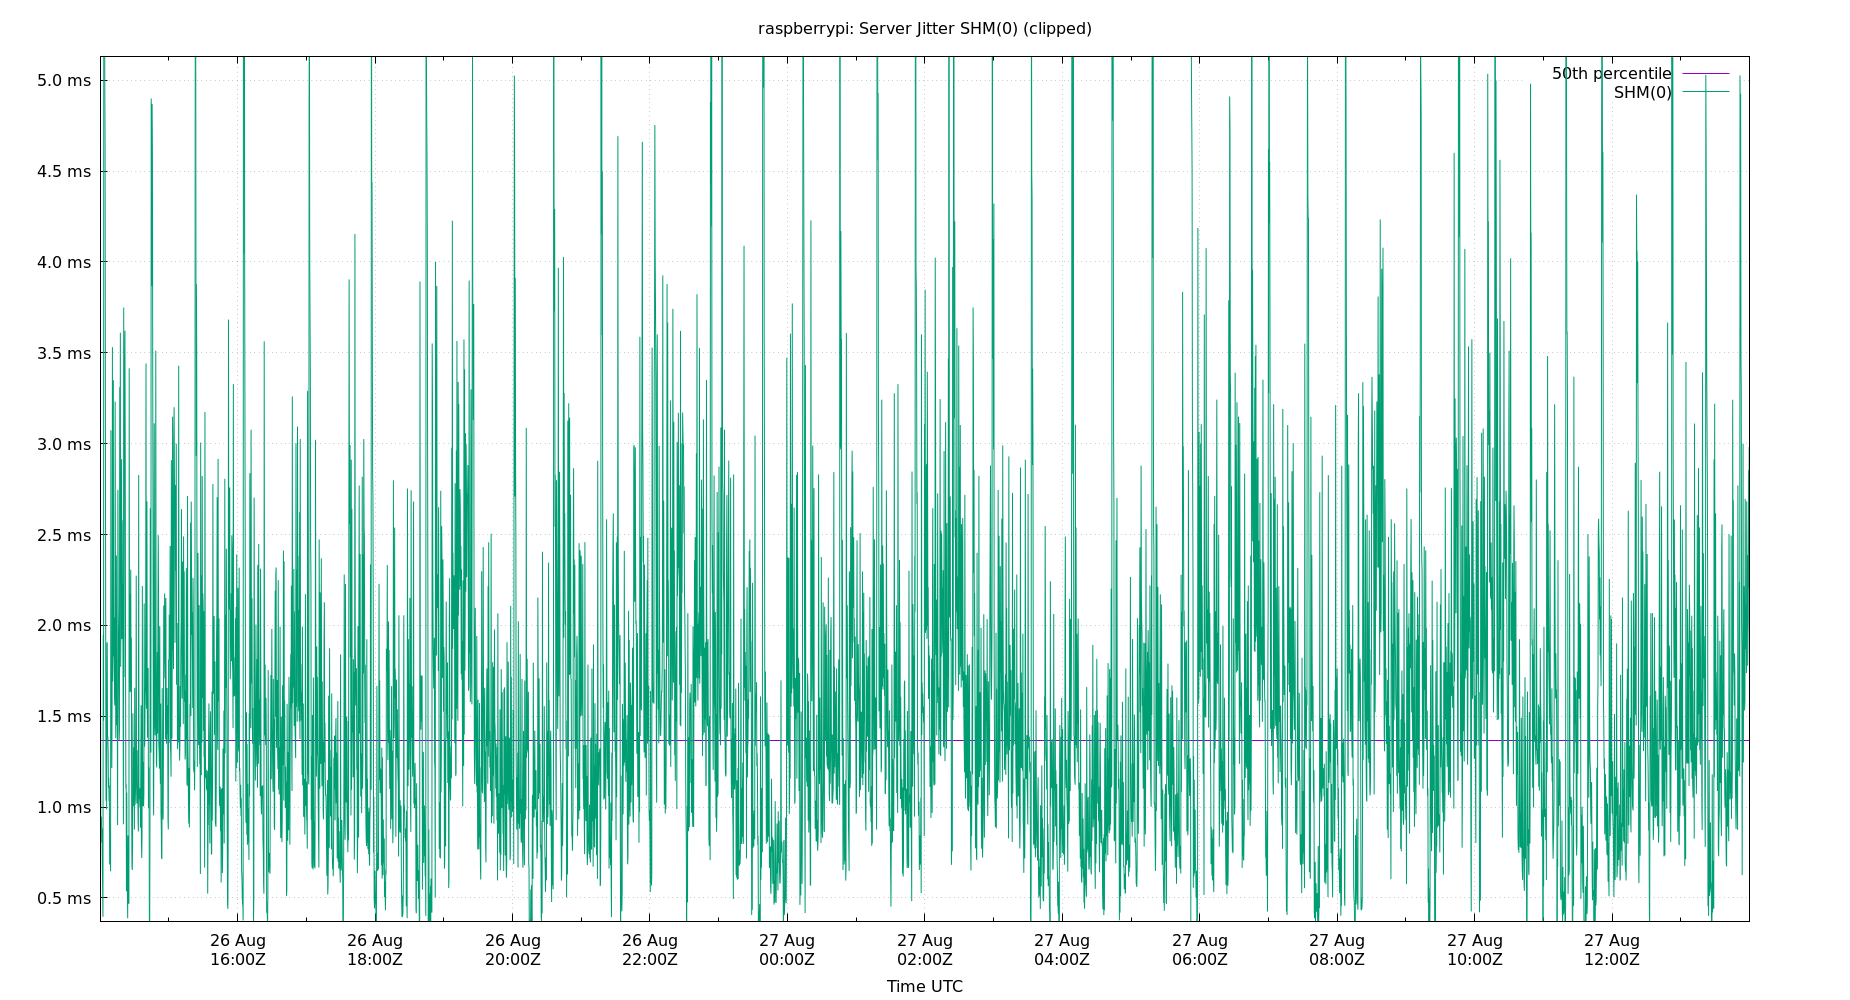 raspberrypi: Server Jitter SHM(0) (clipped)
50th percentile
SHM(0)
5.0 ms
4.5 ms
4.0 ms
3.5 ms
3.0 ms
2.5 ms
2.0 ms
1.5 ms
1.0 ms
0.5 ms
26 Aug 26 Aug 26 Aug 26 Aug 27 Aug 27 Aug 27 Aug 27 Aug 27 Aug 27 Aug 27 Aug
16:00Z 18:00Z 20:00Z 22:00Z 00:00Z 02:00Z 04:00Z 06:00Z 08:00Z 10:00Z 12:00Z
Time UTC